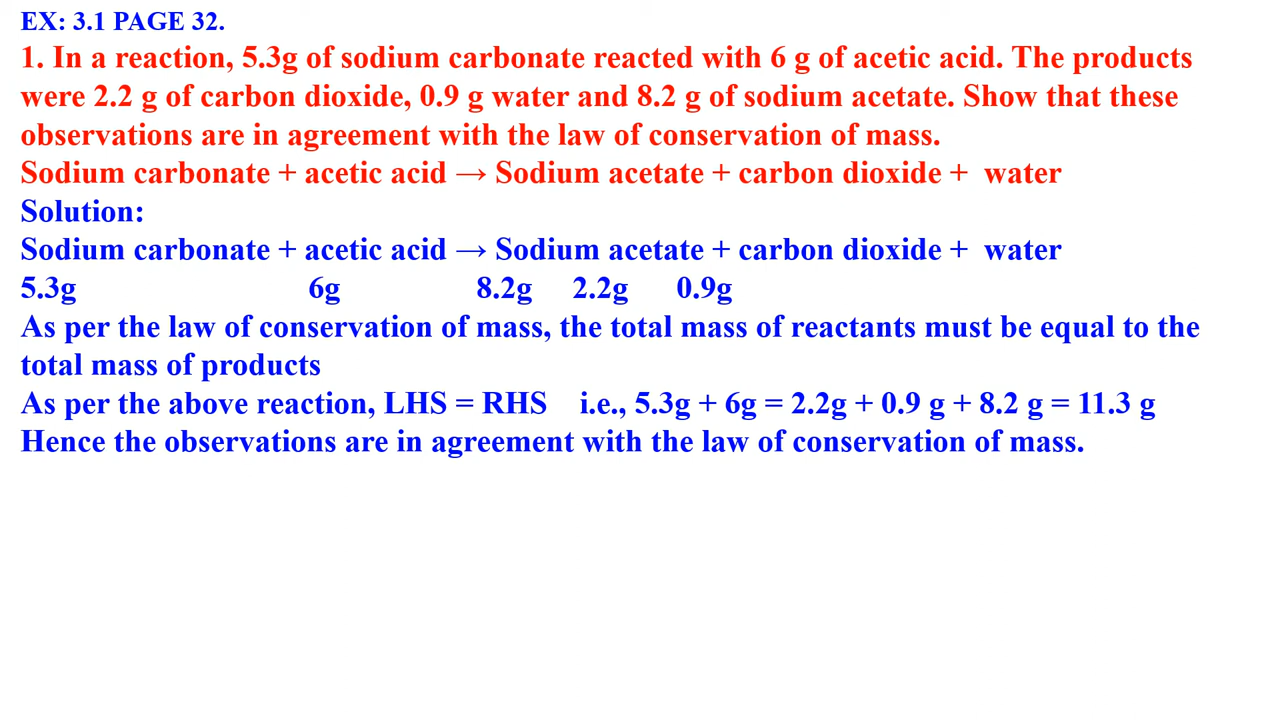 EX: 3.1 PAGE 32.
1. In a reaction, 5.3g of sodium carbonate reacted with 6 g of acetic acid. The products
were 2.2 g of carbon dioxide, 0.9 g water and 8.2 g of sodium acetate. Show that these
observations are in agreement with the law of conservation of mass.
Sodium carbonate + acetic acid → Sodium acetate + carbon dioxide + water
Solution:
Sodium carbonate + acetic acid → Sodium acetate + carbon dioxide + water
5.3g 6g 8.2g 2.2g 0.9g
As per the law of conservation of mass, the total mass of reactants must be equal to the
total mass of products
As per the above reaction, LHS = RHS i.e., 5.3g + 6g = 2.2g + 0.9 g + 8.2 g = 11.3 g
Hence the observations are in agreement with the law of conservation of mass.